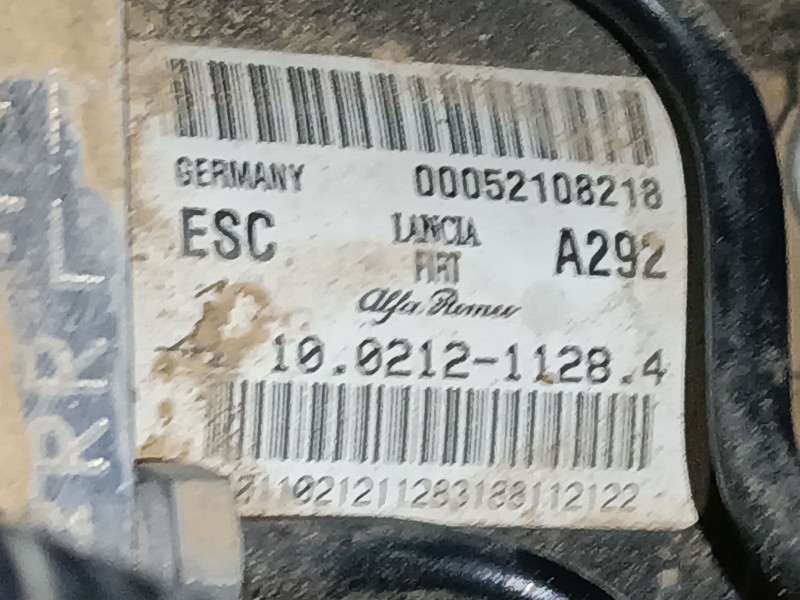 GERMANY 00052108218
ESC LANCIA A292
FIAT
Alfa Romeo
10.0212-1128.4